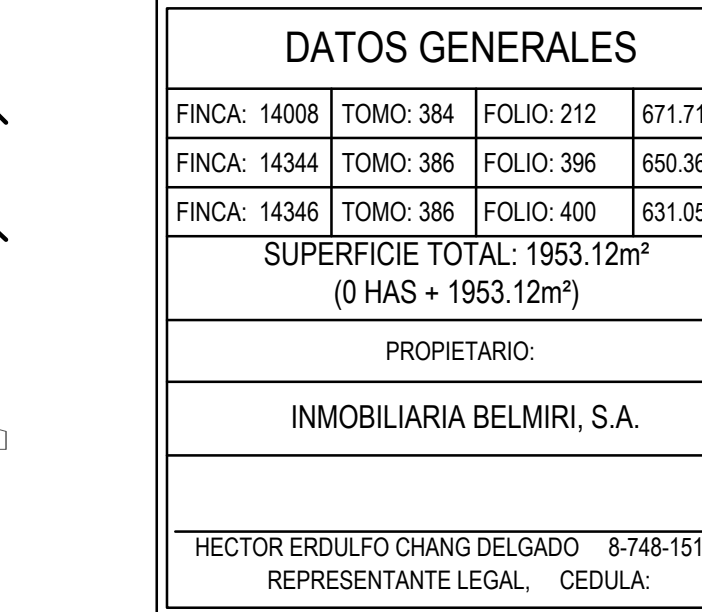 DATOS GENERALES
FINCA: 14008 TOMO: 384 FOLIO: 212 671.71
FINCA: 14344 TOMO: 386 FOLIO: 396 650.36
FINCA: 14346 TOMO: 386 FOLIO: 400 631.05
SUPERFICIE TOTAL: 1953.12m²
(0 HAS + 1953.12m²)
PROPIETARIO:
INMOBILIARIA BELMIRI, S.A.
HECTOR ERDULFO CHANG DELGADO 8-748-151
REPRESENTANTE LEGAL, CEDULA: